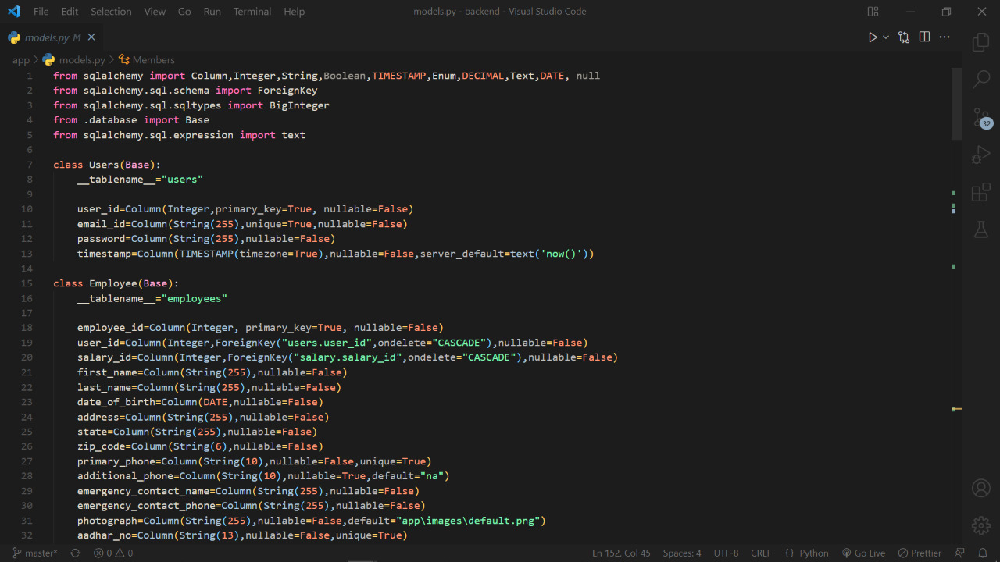 File Edit Selection View Go Run Terminal Help models.py - backend - Visual Studio Code
models.py M
app models.py Members
1 from sqlalchemy import Column,Integer,String,Boolean,TIMESTAMP,Enum,DECIMAL,Text,DATE, null
2 from sqlalchemy.sql.schema import ForeignKey
3 from sqlalchemy.sql.sqltypes import BigInteger
4 from .database import Base
5 from sqlalchemy.sql.expression import text
6
7 class Users(Base):
8     __tablename__="users"
9
10     user_id=Column(Integer,primary_key=True, nullable=False)
11     email_id=Column(String(255),unique=True,nullable=False)
12     password=Column(String(255),nullable=False)
13     timestamp=Column(TIMESTAMP(timezone=True),nullable=False,server_default=text('now()'))
14
15 class Employee(Base):
16     __tablename__="employees"
17
18     employee_id=Column(Integer, primary_key=True, nullable=False)
19     user_id=Column(Integer,ForeignKey("users.user_id",ondelete="CASCADE"),nullable=False)
20     salary_id=Column(Integer,ForeignKey("salary.salary_id",ondelete="CASCADE"),nullable=False)
21     first_name=Column(String(255),nullable=False)
22     last_name=Column(String(255),nullable=False)
23     date_of_birth=Column(DATE,nullable=False)
24     address=Column(String(255),nullable=False)
25     state=Column(String(255),nullable=False)
26     zip_code=Column(String(6),nullable=False)
27     primary_phone=Column(String(10),nullable=False,unique=True)
28     additional_phone=Column(String(10),nullable=True,default="na")
29     emergency_contact_name=Column(String(255),nullable=False)
30     emergency_contact_phone=Column(String(255),nullable=False)
31     photograph=Column(String(255),nullable=False,default="app\images\default.png")
32     aadhar_no=Column(String(13),nullable=False,unique=True)
32
master* 0 0 Ln 152, Col 45 Spaces: 4 UTF-8 CRLF Python Go Live Prettier